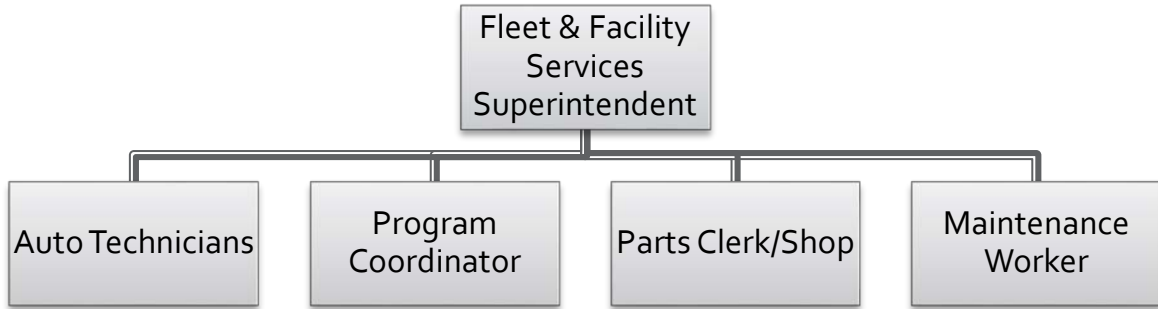 Fleet & Facility
Services
Superintendent
Auto Technicians
Program
Coordinator
Parts Clerk/Shop
Maintenance
Worker